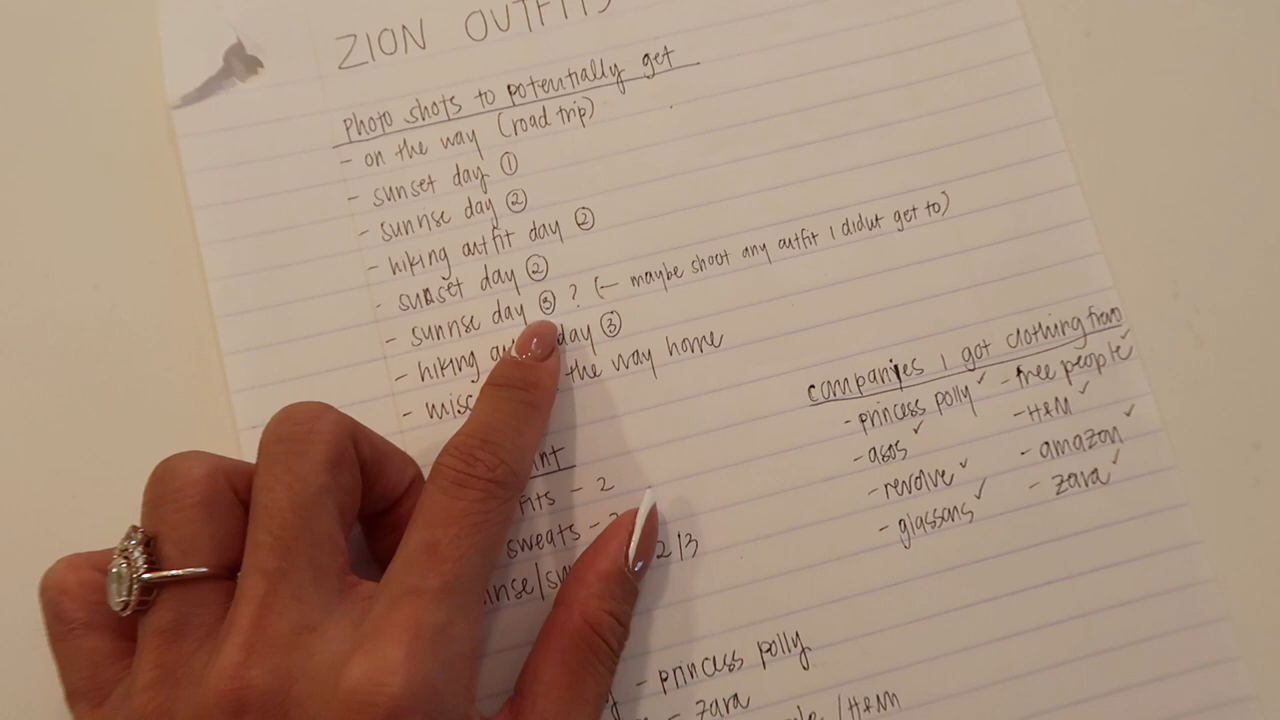 ZION OUTFITS
photo shots to potentially get
- on the way (road trip)
- sunset day ①
- sunrise day ②
- hiking outfit day ②
- sunset day ②
- sunrise day ③ ? (← maybe shoot any outfit i didnt get to)
- hiking day ③
- misc the way home
companies i got clothing from
- princess polly ✓ - free people ✓
- asos ✓ - H&M ✓
- revolve ✓ - amazon ✓
- glassons ✓ - zara ✓
fits - 2
sweats -
2/3
- princess polly
- zara
/H&M